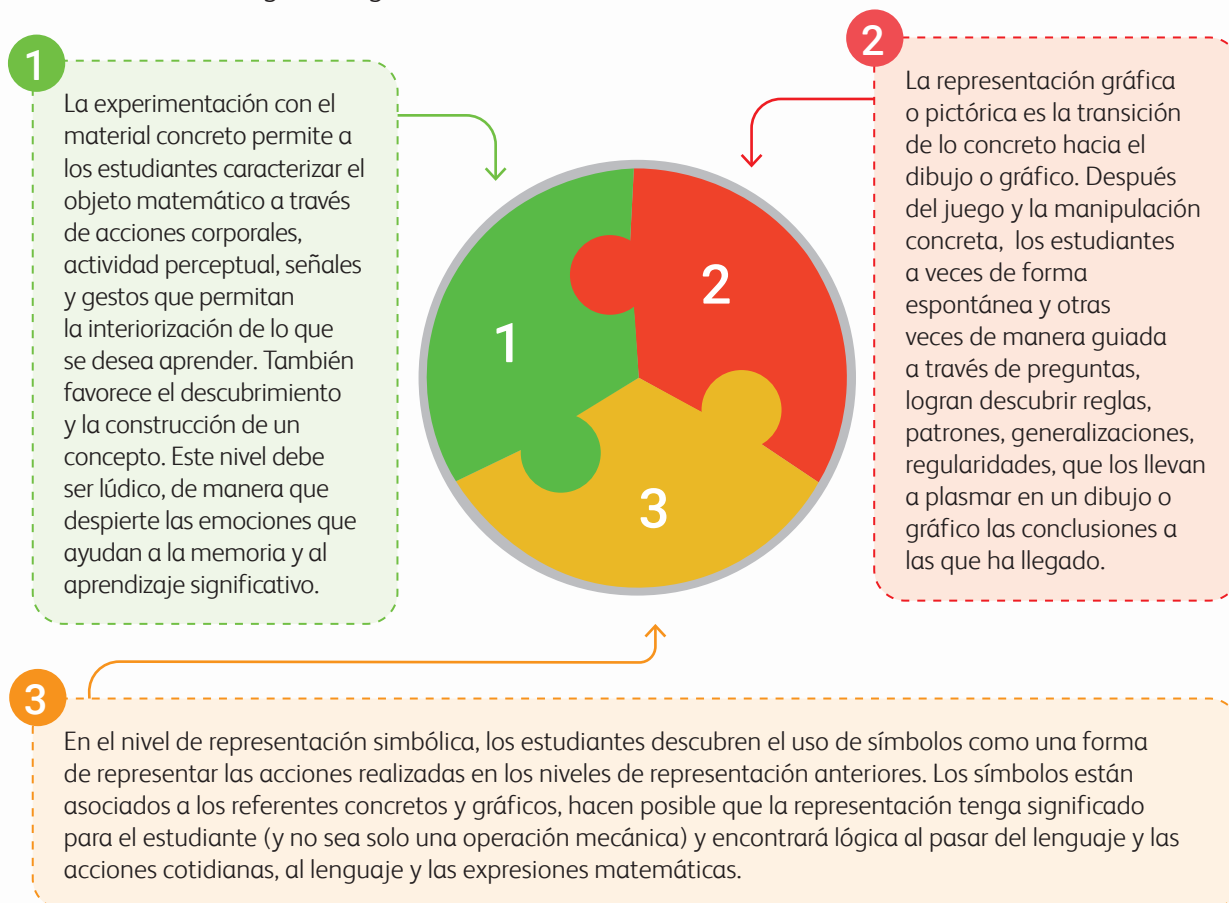 1
La experimentación con el
material concreto permite a
los estudiantes caracterizar el
objeto matemático a través
de acciones corporales,
actividad perceptual, señales
y gestos que permitan
la interiorización de lo que
se desea aprender. También
favorece el descubrimiento
y la construcción de un
concepto. Este nivel debe
ser lúdico, de manera que
despierte las emociones que
ayudan a la memoria y al
aprendizaje significativo.
1
2
3
2
La representación gráfica
o pictórica es la transición
de lo concreto hacia el
dibujo o gráfico. Después
del juego y la manipulación
concreta, los estudiantes
a veces de forma
espontánea y otras
veces de manera guiada
a través de preguntas,
logran descubrir reglas,
patrones, generalizaciones,
regularidades, que los llevan
a plasmar en un dibujo o
gráfico las conclusiones a
las que ha llegado.
3
En el nivel de representación simbólica, los estudiantes descubren el uso de símbolos como una forma
de representar las acciones realizadas en los niveles de representación anteriores. Los símbolos están
asociados a los referentes concretos y gráficos, hacen posible que la representación tenga significado
para el estudiante (y no sea solo una operación mecánica) y encontrará lógica al pasar del lenguaje y las
acciones cotidianas, al lenguaje y las expresiones matemáticas.